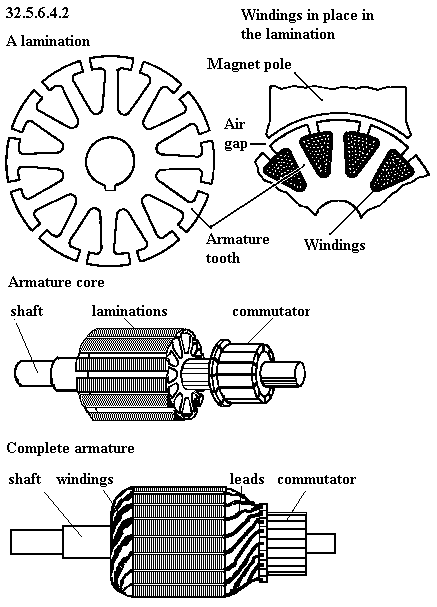 32.5.6.4.2
Windings in place in
the lamination
A lamination
Magnet pole
Air
gap
Armature
tooth
Windings
Armature core
shaft laminations commutator
Complete armature
shaft windings leads commutator